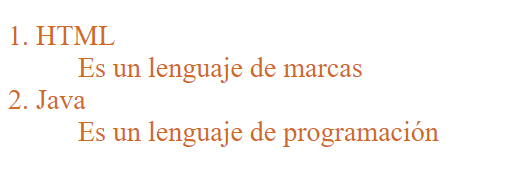 1. HTML
Es un lenguaje de marcas
2. Java
Es un lenguaje de programación